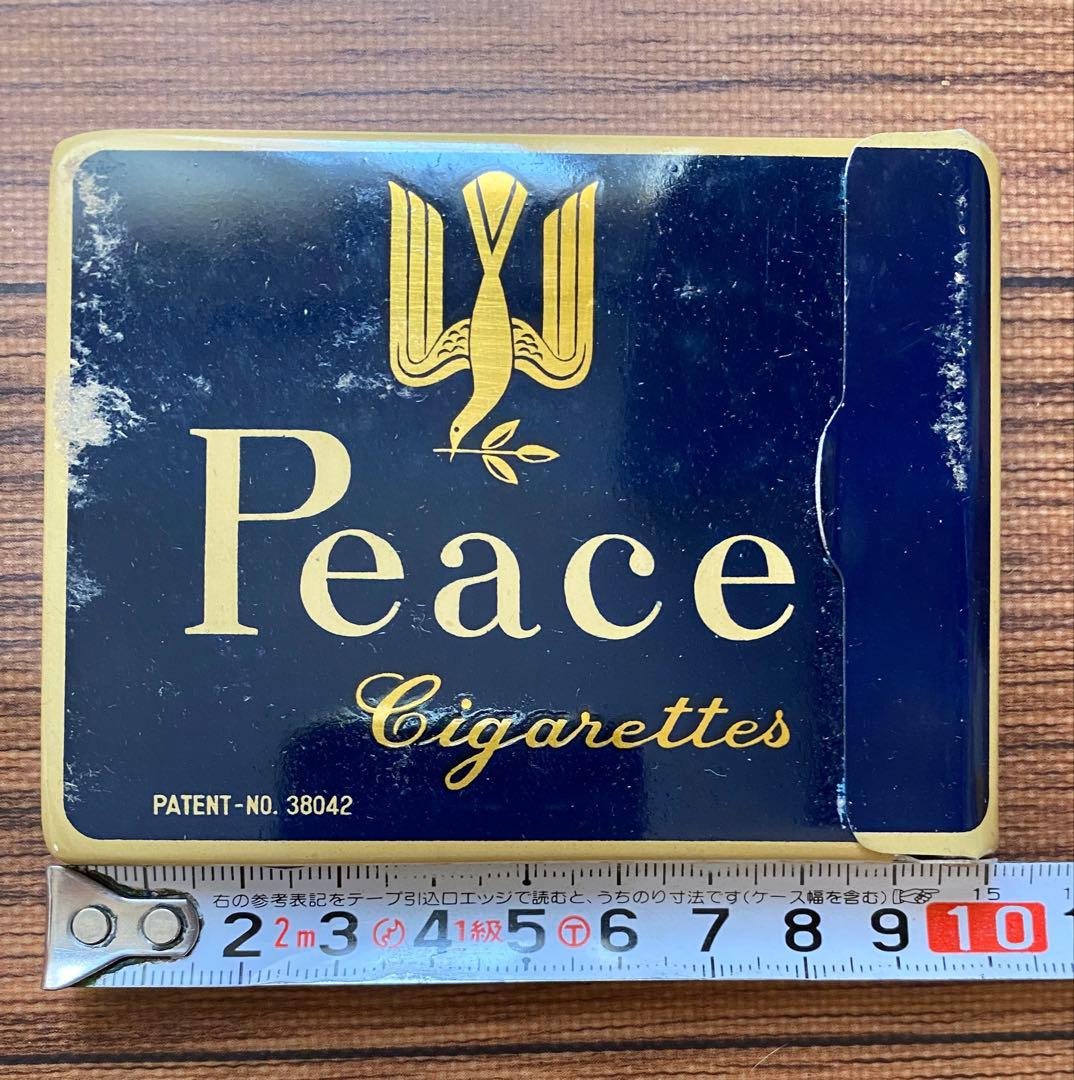 Peace
Cigarettes
PATENT-NO. 38042
右の参考表記をテープ引込口エッジで読むと、うちのり寸法です(ケース幅を含む) 15
2 2m 3 4 1級 5 T 6 7 8 9 10